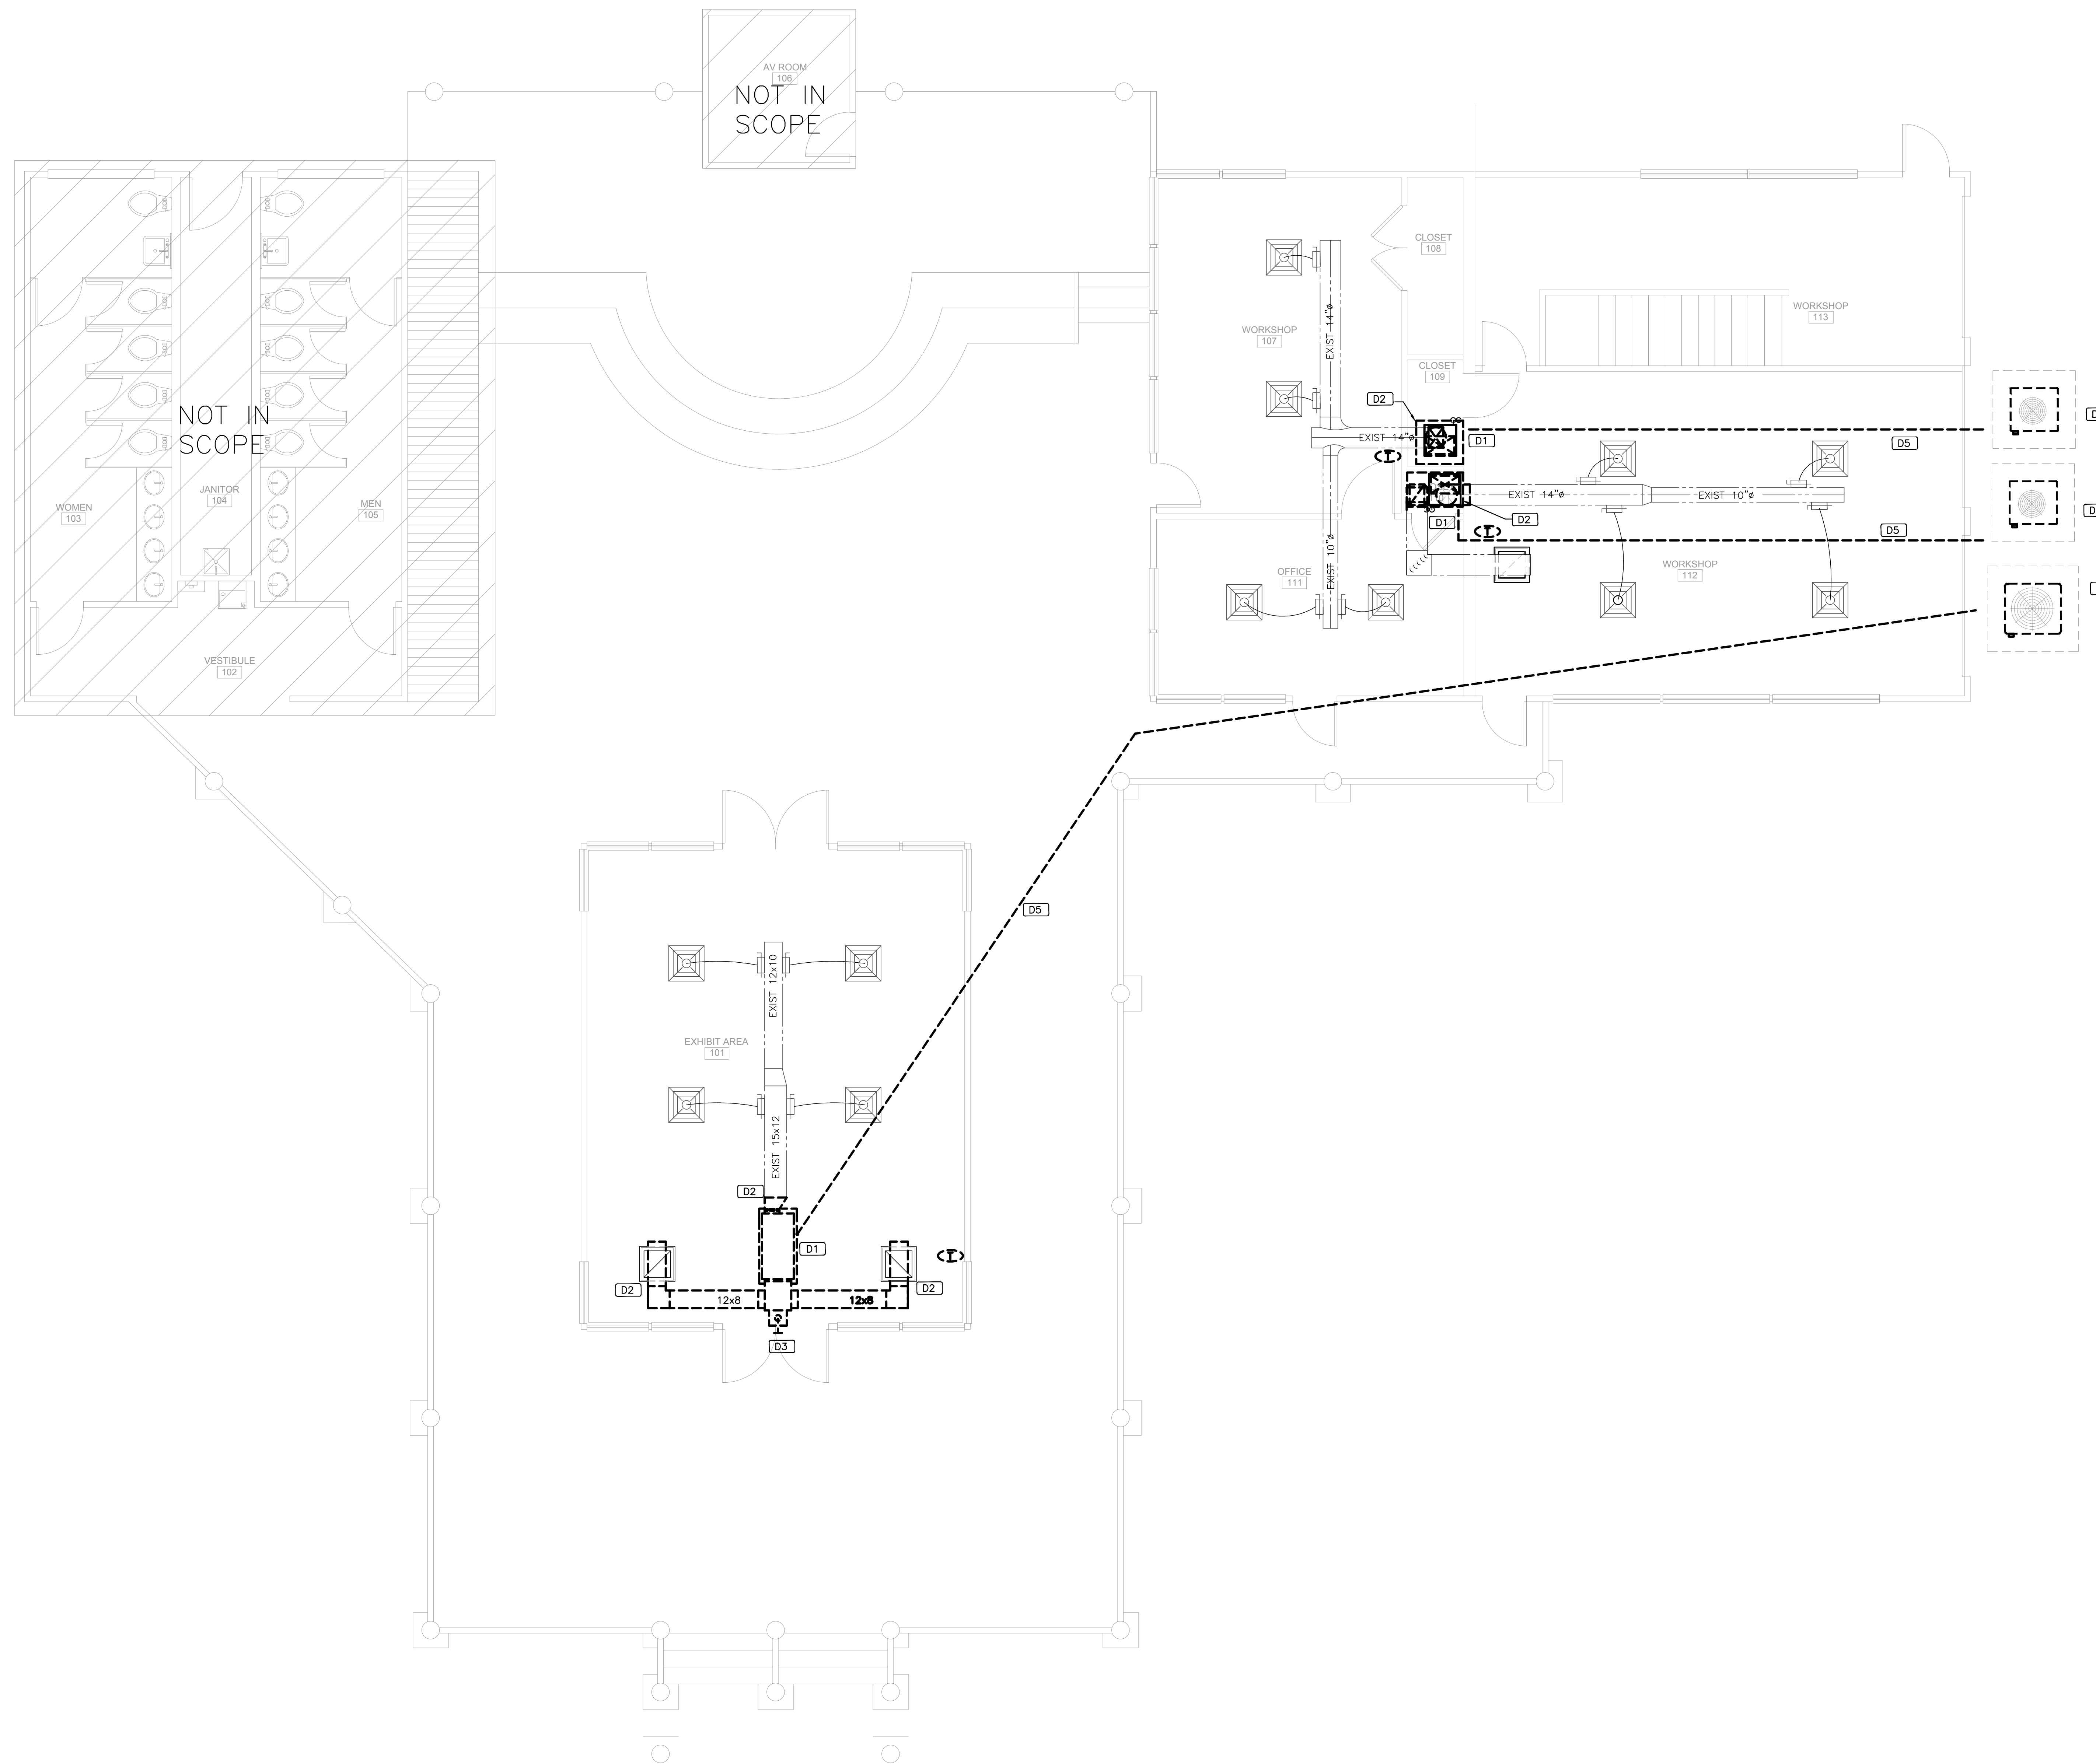 AV ROOM
106
NOT IN
SCOPE
CLOSET
108
WORKSHOP
113
WORKSHOP
107
EXIST 14"ø
CLOSET
109
D2
EXIST 14"ø
D1
D5
NOT IN
SCOPE
WOMEN
103
JANITOR
104
MEN
105
T
EXIST 14"ø
EXIST 10"ø
D1
D2
T
D5
OFFICE
111
EXIST 10"ø
WORKSHOP
112
VESTIBULE
102
D5
EXIST 12x10
EXHIBIT AREA
101
EXIST 15x12
D2
D1
T
D2
12x8
12x8
D2
D3